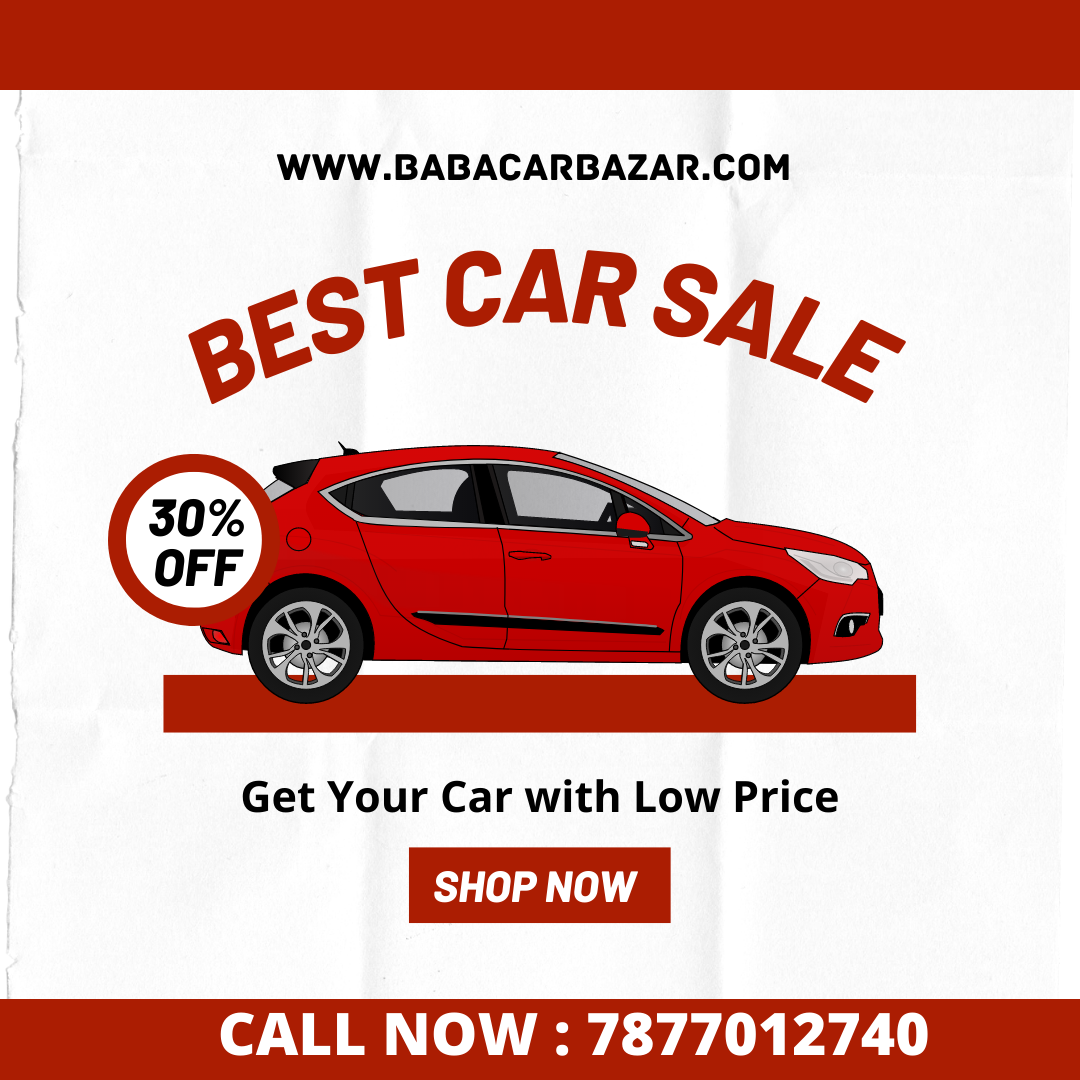 WWW.BABACARBAZAR.COM
BEST CAR SALE
30%
OFF
Get Your Car with Low Price
SHOP NOW
CALL NOW : 7877012740